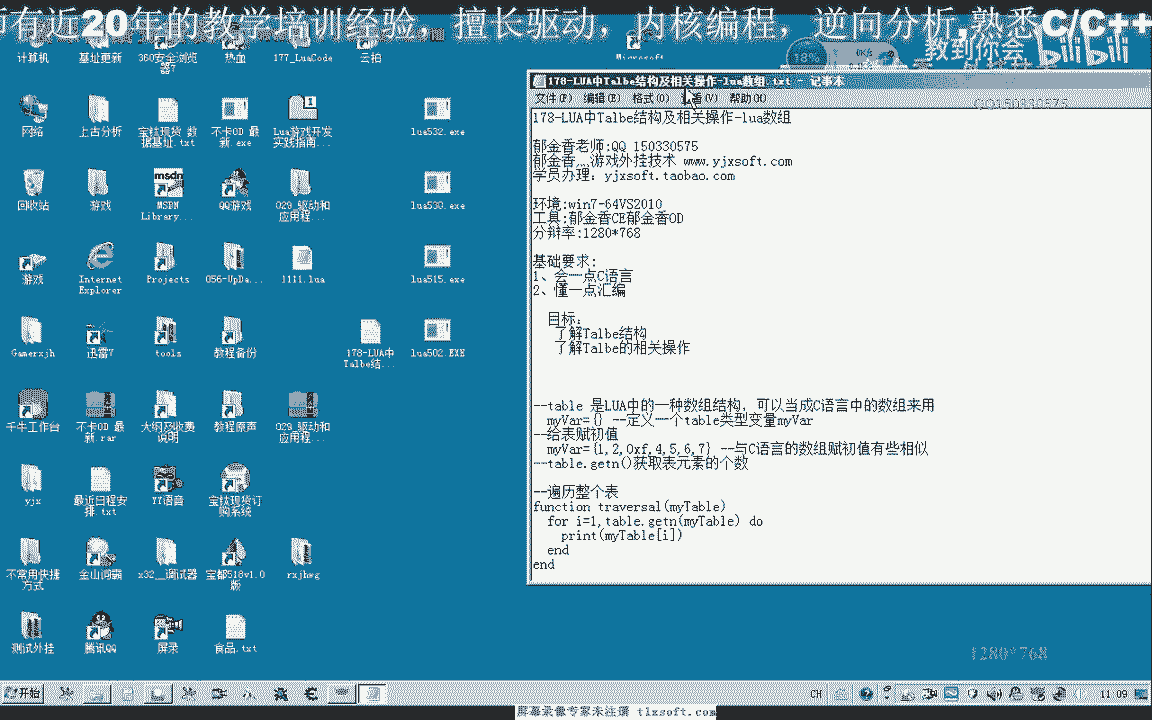 有近20年的教学培训经验，擅长驱动，内核编程，逆向分析,熟悉C/C++
教到你会 bilibili
计算机
基址更新
360安全浏览器7
热血
177_LuaCode
云拍
Microsoft
18%
0K/s
QQ150330575
178-LUA中Talbe结构及相关操作-lua数组.txt - 记事本
文件(F) 编辑(E) 格式(O) 查看(V) 帮助(H)
178-LUA中Talbe结构及相关操作-lua数组
郁金香老师:QQ 150330575
郁金香灬游戏外挂技术 www.yjxsoft.com
学员办理：yjxsoft.taobao.com
环境:win7-64VS2010
工具:郁金香CE郁金香OD
分辩率:1280*768
基础要求:
1、会一点C语言
2、懂一点汇编
目标:
了解Talbe结构
了解Talbe的相关操作
--table 是LUA中的一种数组结构，可以当成C语言中的数组来用
myVar={} --定义一个table类型变量myVar
--给表赋初值
myVar={1,2,0xf,4,5,6,7} --与C语言的数组赋初值有些相似
--table.getn()获取表元素的个数
--遍历整个表
function traversal(myTable)
for i=1,table.getn(myTable) do
print(myTable[i])
end
end
网络
上古分析
宝钛现货 数据基址.txt
不卡OD 最新.exe
Lua游戏开发实践指南...
lua532.exe
回收站
游戏
MSDN Library...
QQ游戏
029_驱动和应用程...
lua530.exe
游戏
Internet Explorer
Projects
056-UpDa...
1111.lua
lua515.exe
Gamerxjh
迅雷7
tools
教程备份
178-LUA中Talbe结...
lua502.EXE
千牛工作台
不卡OD 最新.rar
大纲及收费说明
教程原声
029_驱动和应用程...
yjx
最近日程安排.txt
YY语音
宝钛现货订购系统
不常用快捷方式
金山词霸
x32__调试器
宝都518v1.0版
rxjhwg
测试外挂
腾讯QQ
屏录
食品.txt
1280*768
开始
CH
11:09
屏幕录像专家未注册 tlxsoft.com